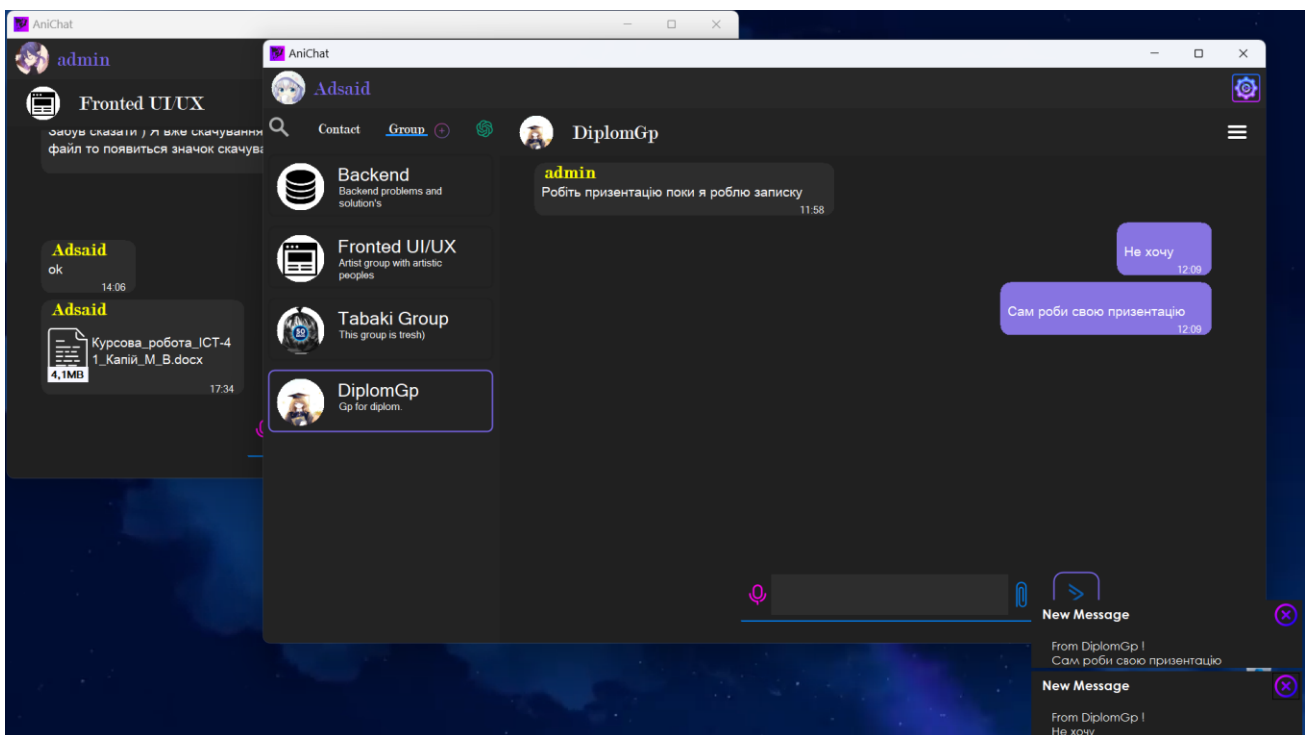 AniChat
admin
Fronted UI/UX
Забув сказати ) Я вже скачування
файл то появиться значок
Adsaid
ok
14:06
Adsaid
Курсова_робота_ІСТ-4
1_Капій_М_В.docx
4,1MB
17:34
AniChat
Adsaid
Contact Group
Backend
Backend problems and
solution's
Fronted UI/UX
Artist group with artistic
peoples
Tabaki Group
This group is tresh)
DiplomGp
Gp for diplom.
DiplomGp
admin
Робіть призентацію поки я роблю записку
11:58
Не хочу
12:09
Сам роби свою призентацію
12:09
New Message
From DiplomGp !
Сам роби свою призентацію
New Message
From DiplomGp !
Не хочу